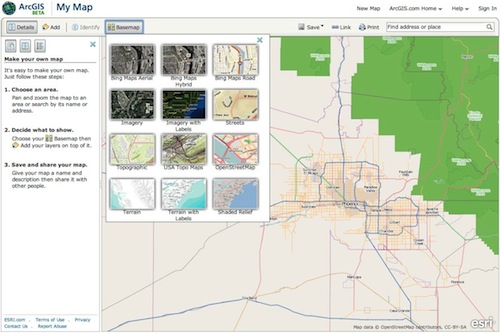 ArcGIS
BETA
My Map
New Map
ArcGIS.com Home
Help
Sign In
Details
Add
Identify
Basemap
Save
Link
Print
Find address or place
Make your own map
It's easy to make your own map.
Just follow these steps:
1. Choose an area.
Pan and zoom the map to an
area or search by its name or
address.
2. Decide what to show.
Choose your Basemap then
Add your layers on top of it.
3. Save and share your map.
Give your map a name and
description then share it with
other people.
Bing Maps Aerial
Bing Maps
Hybrid
Bing Maps Road
Imagery
Imagery with
Labels
Streets
Topographic
USA Topo Maps
OpenStreetMap
Terrain
Terrain with
Labels
Shaded Relief
Phoenix
ESRI.com
Terms of Use
Privacy
Contact Us
Report Abuse
Map data © OpenStreetMap contributors, CC-BY-SA
esri